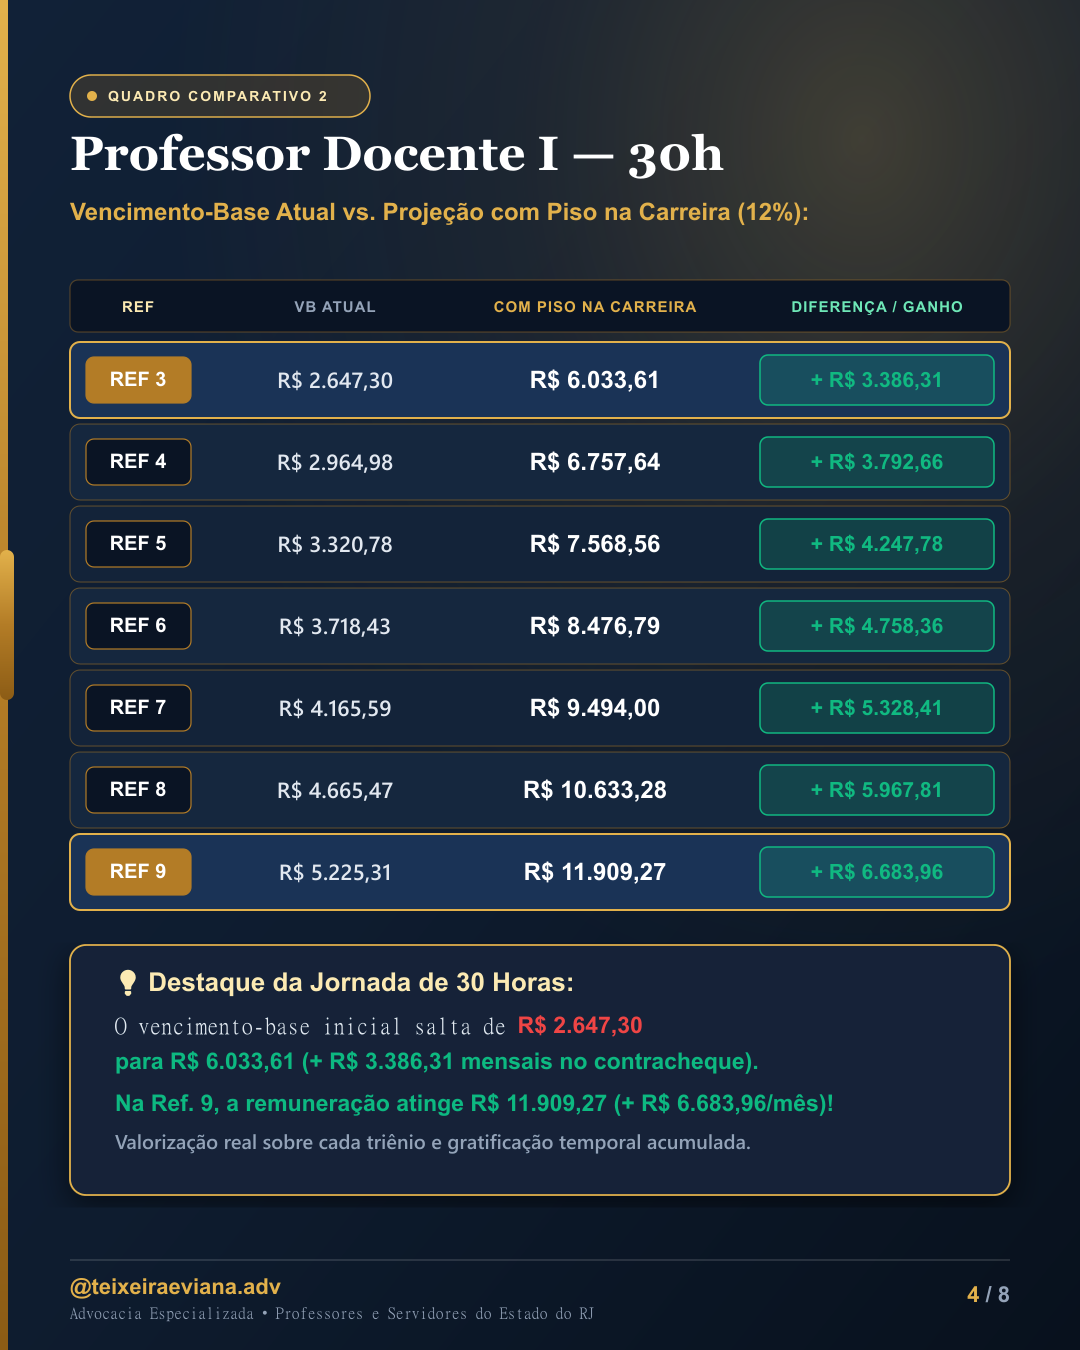 QUADRO COMPARATIVO 2
Professor Docente I — 30h
Vencimento-Base Atual vs. Projeção com Piso na Carreira (12%):
REF VB ATUAL COM PISO NA CARREIRA DIFERENÇA / GANHO
REF 3 R$ 2.647,30 R$ 6.033,61 + R$ 3.386,31
REF 4 R$ 2.964,98 R$ 6.757,64 + R$ 3.792,66
REF 5 R$ 3.320,78 R$ 7.568,56 + R$ 4.247,78
REF 6 R$ 3.718,43 R$ 8.476,79 + R$ 4.758,36
REF 7 R$ 4.165,59 R$ 9.494,00 + R$ 5.328,41
REF 8 R$ 4.665,47 R$ 10.633,28 + R$ 5.967,81
REF 9 R$ 5.225,31 R$ 11.909,27 + R$ 6.683,96
Destaque da Jornada de 30 Horas:
O vencimento-base inicial salta de R$ 2.647,30
para R$ 6.033,61 (+ R$ 3.386,31 mensais no contracheque).
Na Ref. 9, a remuneração atinge R$ 11.909,27 (+ R$ 6.683,96/mês)!
Valorização real sobre cada triênio e gratificação temporal acumulada.
@teixeiraeviana.adv
Advocacia Especializada • Professores e Servidores do Estado do RJ
4 / 8